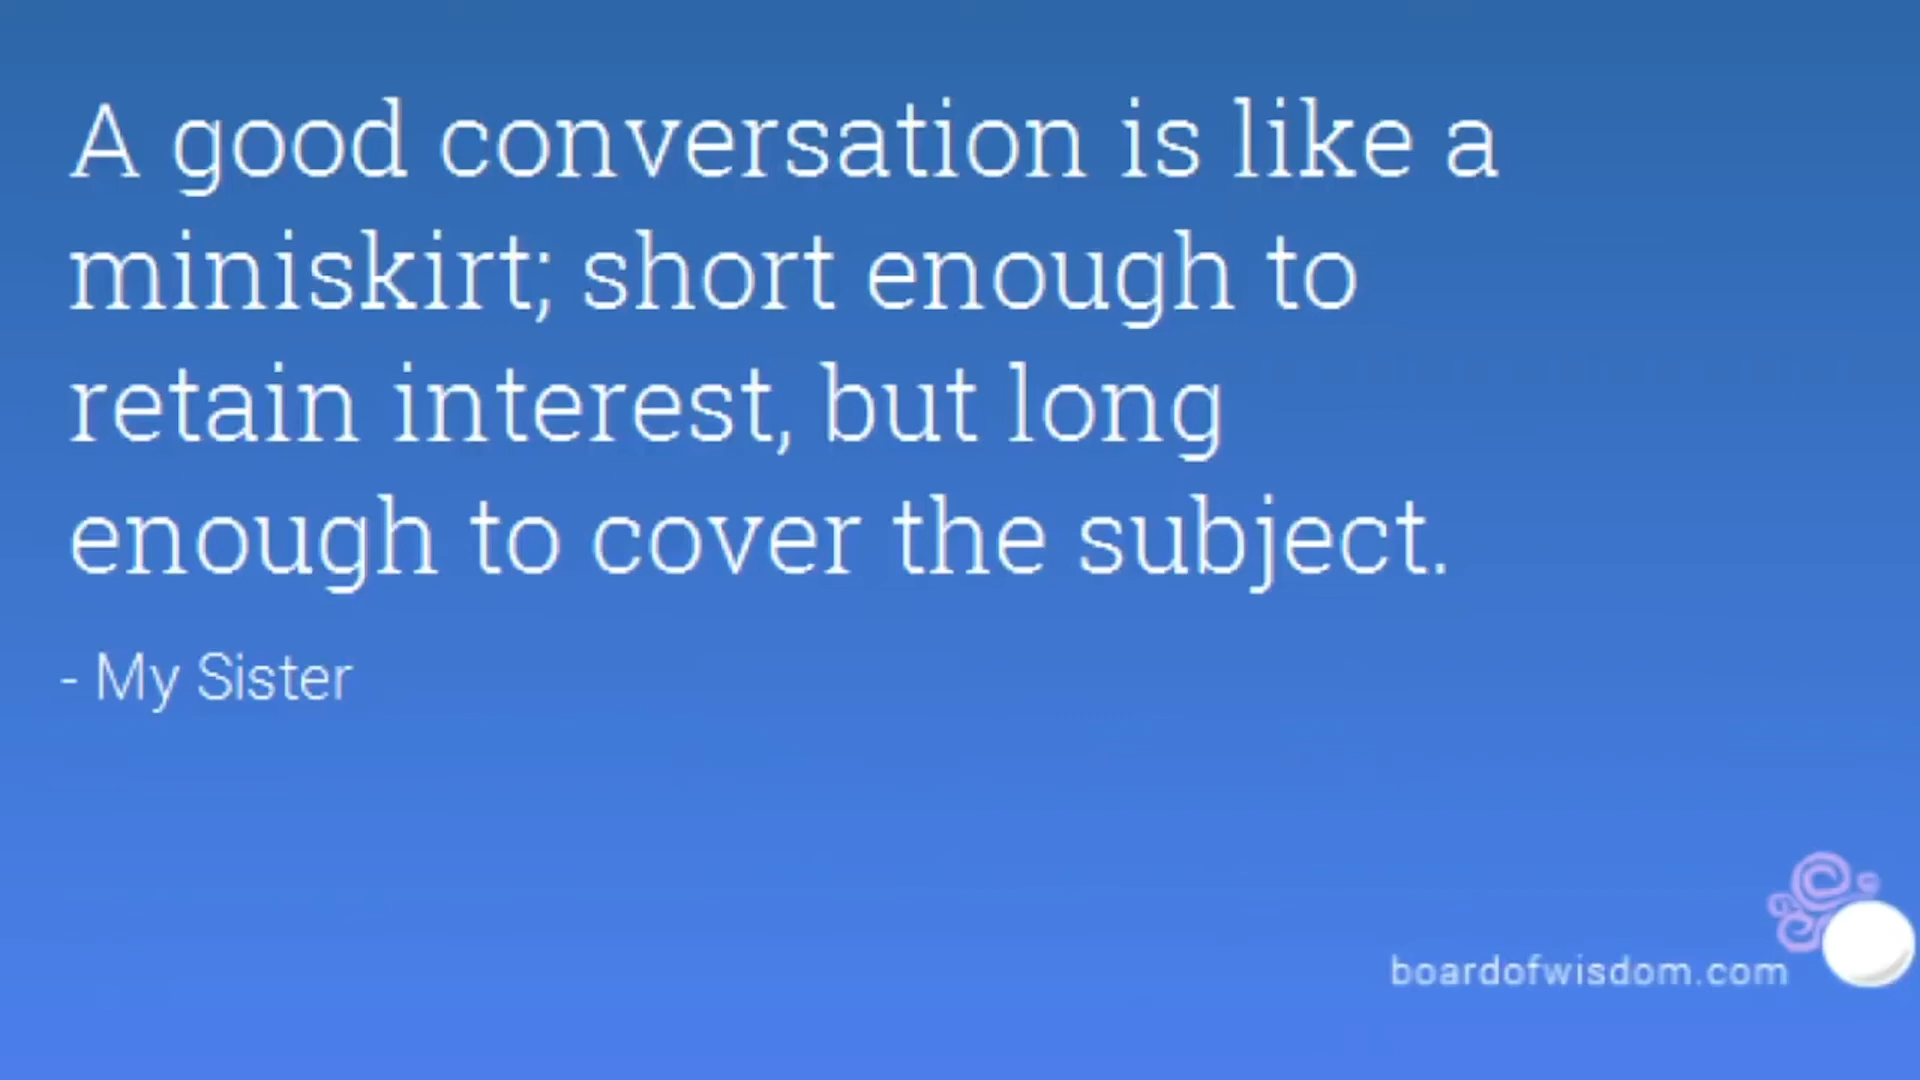 A good conversation is like a
miniskirt; short enough to
retain interest, but long
enough to cover the subject.
- My Sister
boardofwisdom.com